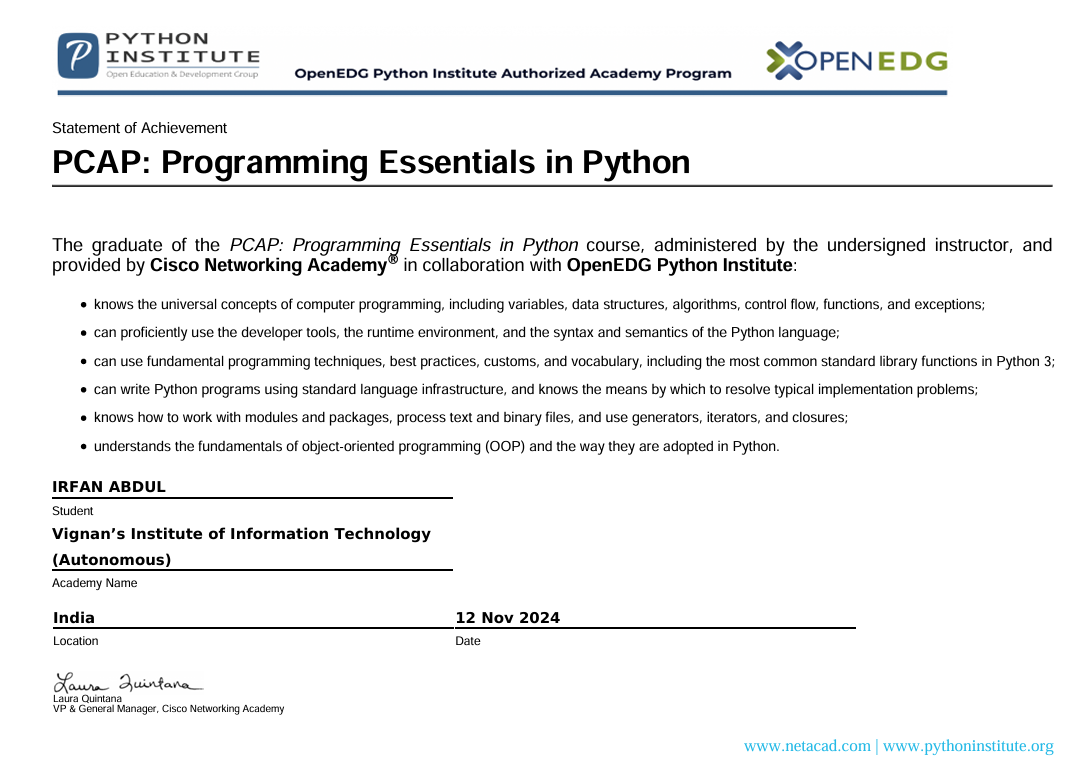 PYTHON
INSTITUTE
Open Education & Development Group
OpenEDG Python Institute Authorized Academy Program
OPENEDG
Statement of Achievement
PCAP: Programming Essentials in Python
The graduate of the PCAP: Programming Essentials in Python course, administered by the undersigned instructor, and
provided by Cisco Networking Academy® in collaboration with OpenEDG Python Institute:
• knows the universal concepts of computer programming, including variables, data structures, algorithms, control flow, functions, and exceptions;
• can proficiently use the developer tools, the runtime environment, and the syntax and semantics of the Python language;
• can use fundamental programming techniques, best practices, customs, and vocabulary, including the most common standard library functions in Python 3;
• can write Python programs using standard language infrastructure, and knows the means by which to resolve typical implementation problems;
• knows how to work with modules and packages, process text and binary files, and use generators, iterators, and closures;
• understands the fundamentals of object-oriented programming (OOP) and the way they are adopted in Python.
IRFAN ABDUL
Student
Vignan’s Institute of Information Technology
(Autonomous)
Academy Name
India
Location
12 Nov 2024
Date
Laura Quintana
Laura Quintana
VP & General Manager, Cisco Networking Academy
www.netacad.com | www.pythoninstitute.org